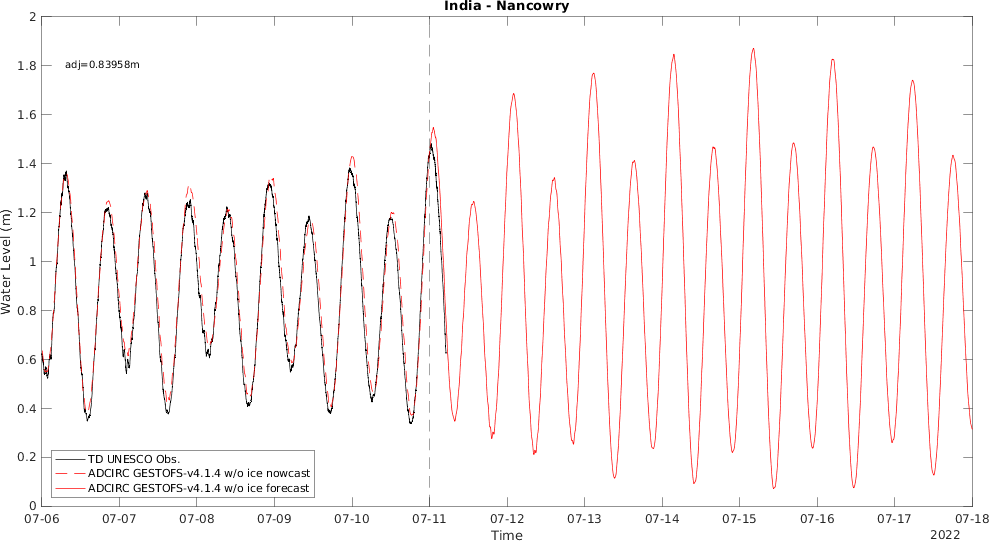 India - Nancowry
2
1.8
1.6
1.4
1.2
1
0.8
0.6
0.4
0.2
0
Water Level (m)
adj=0.83958m
TD UNESCO Obs.
ADCIRC GESTOFS-v4.1.4 w/o ice nowcast
ADCIRC GESTOFS-v4.1.4 w/o ice forecast
07-06 07-07 07-08 07-09 07-10 07-11 07-12 07-13 07-14 07-15 07-16 07-17 07-18
Time
2022